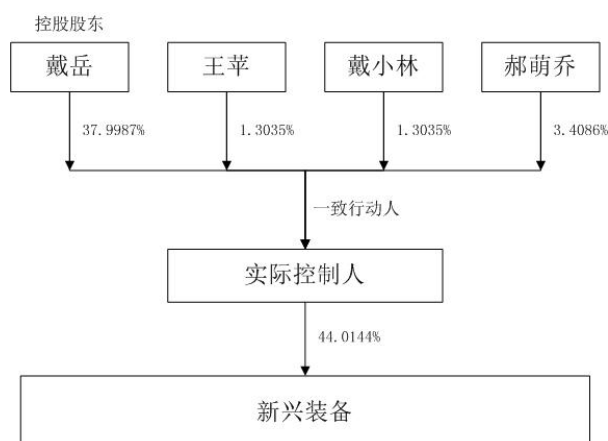 控股股东
戴岳
王苹
戴小林
郝萌乔
37.9987%
1.3035%
1.3035%
3.4086%
一致行动人
实际控制人
44.0144%
新兴装备